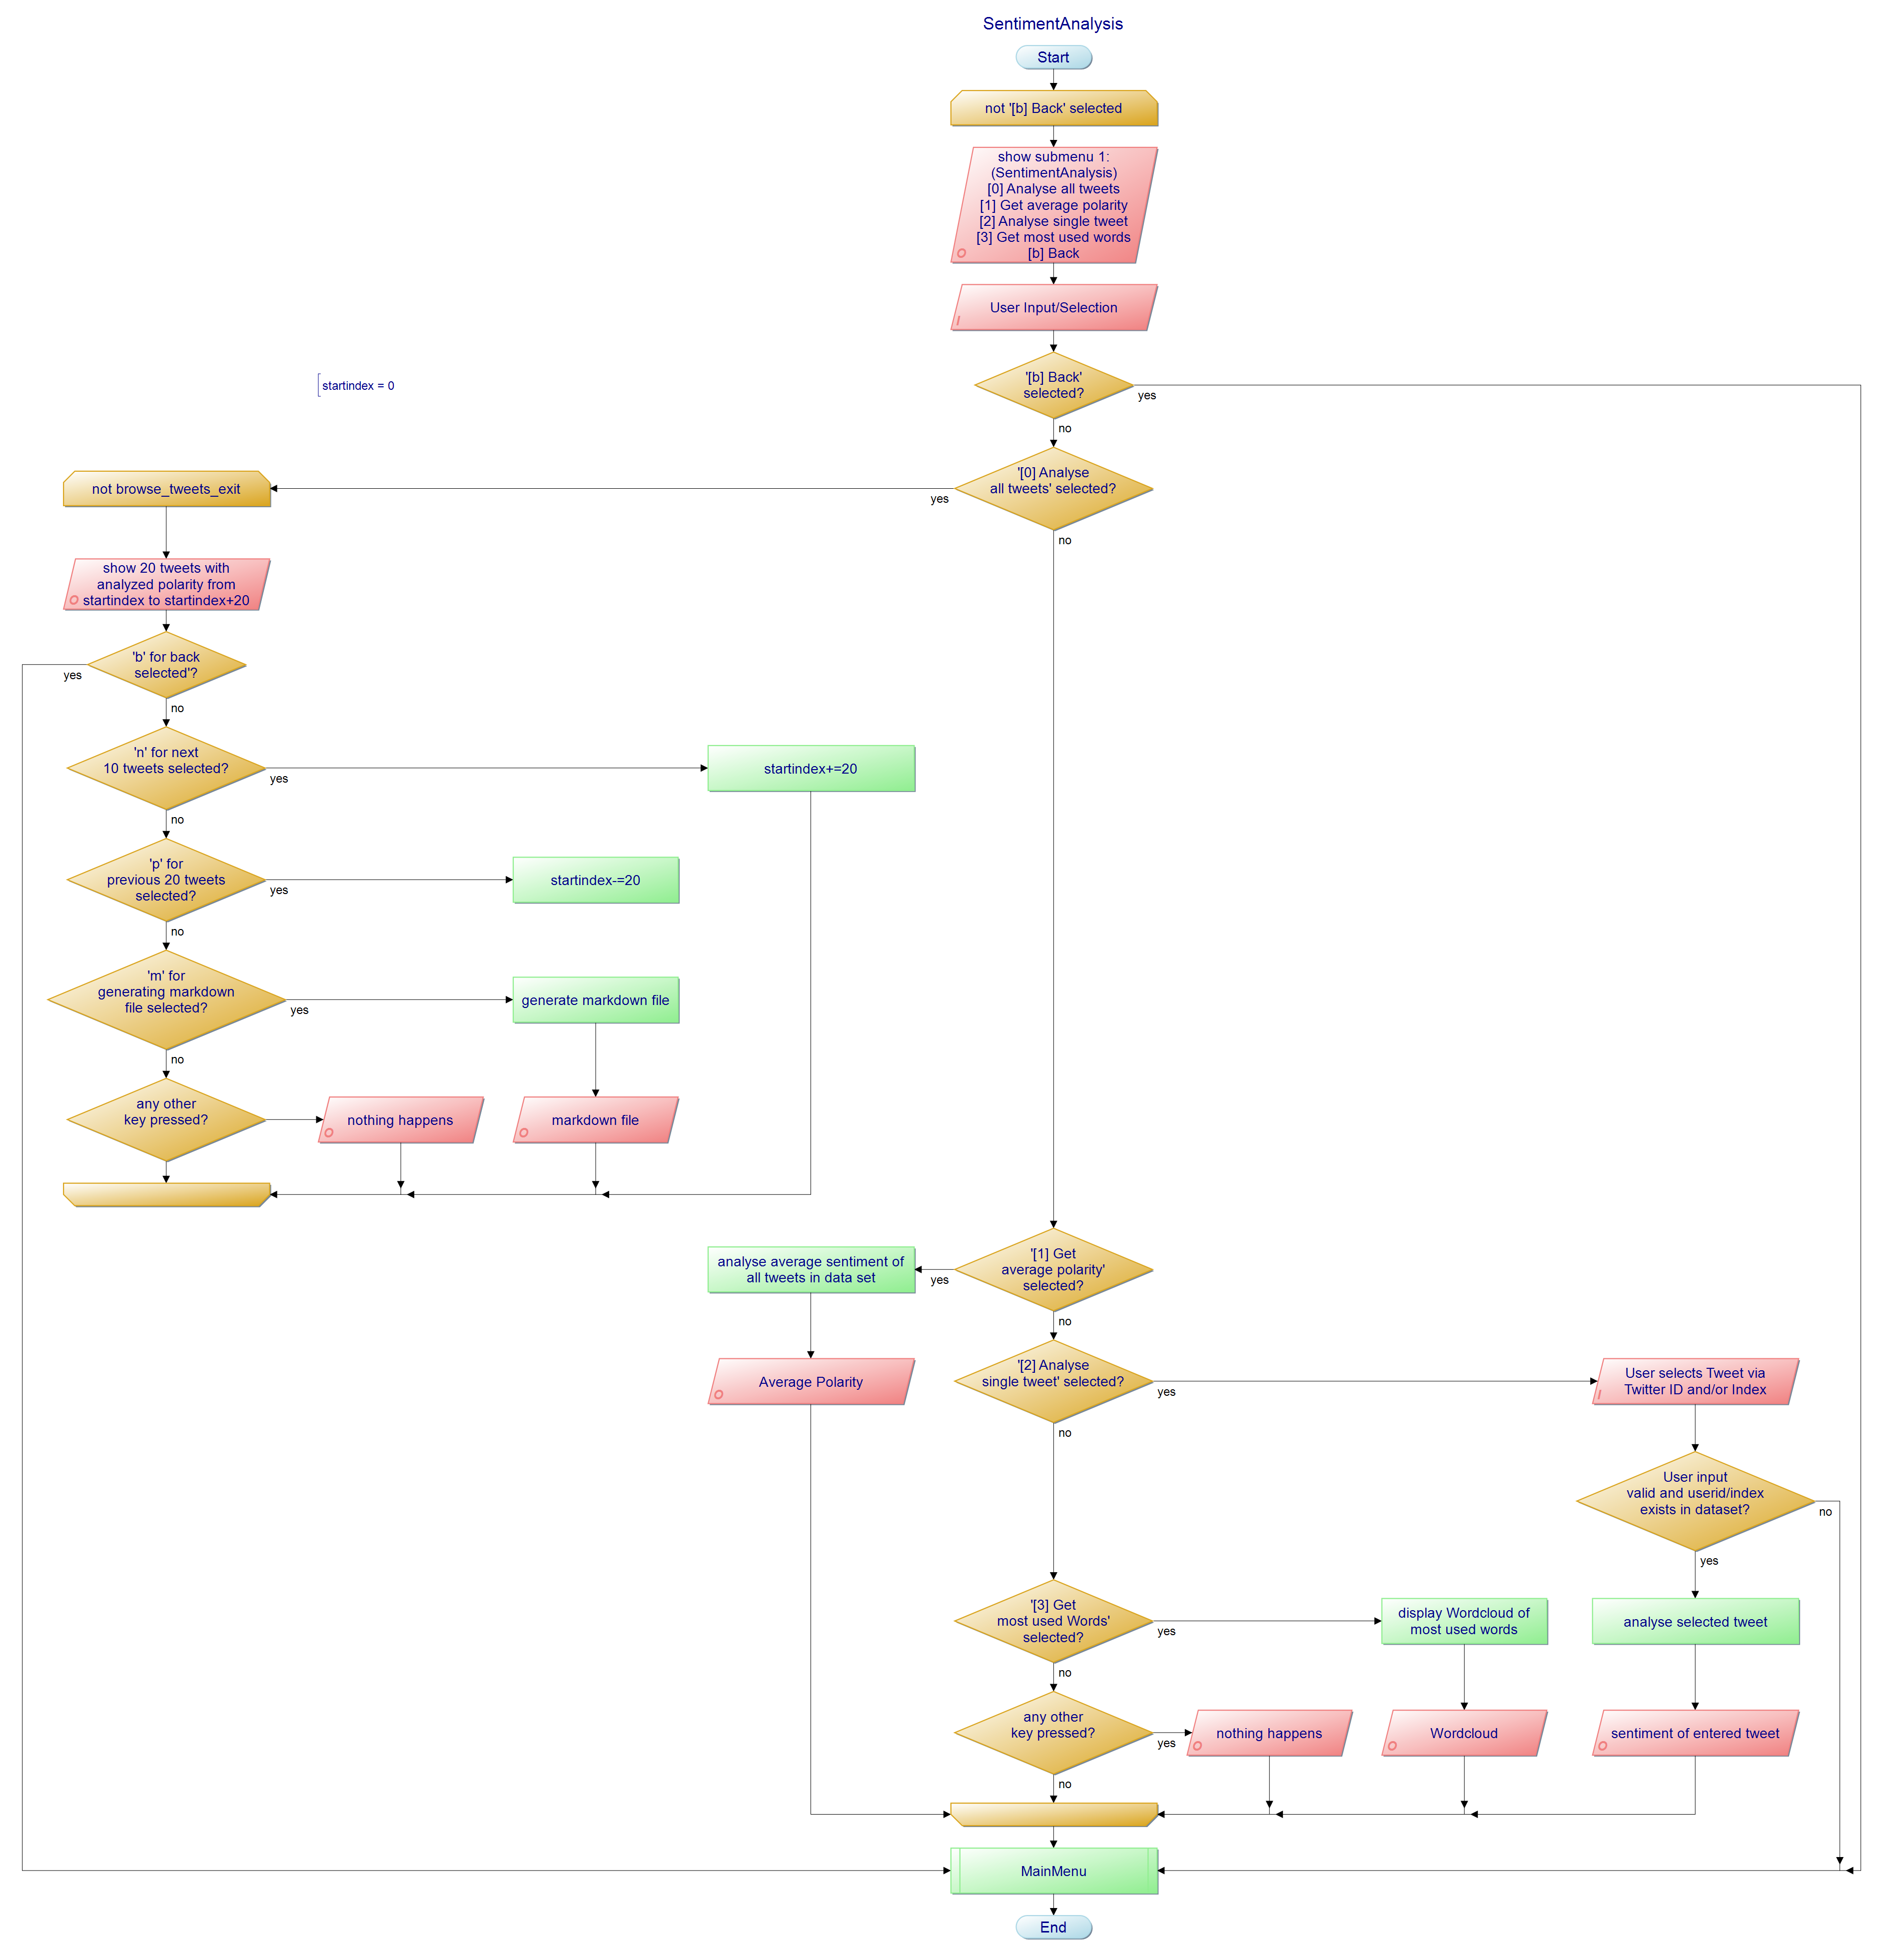 SentimentAnalysis
Start
not '[b] Back' selected
show submenu 1:
(SentimentAnalysis)
[0] Analyse all tweets
[1] Get average polarity
[2] Analyse single tweet
[3] Get most used words
[b] Back
O
User Input/Selection
I
startindex = 0
'[b] Back'
selected?
yes
no
'[0] Analyse
all tweets' selected?
yes
no
not browse_tweets_exit
show 20 tweets with
analyzed polarity from
startindex to startindex+20
O
'b' for back
selected'?
yes
no
'n' for next
10 tweets selected?
yes
no
startindex+=20
'p' for
previous 20 tweets
selected?
yes
no
startindex-=20
'm' for
generating markdown
file selected?
yes
no
generate markdown file
any other
key pressed?
nothing happens
O
markdown file
O
'[1] Get
average polarity'
selected?
yes
no
analyse average sentiment of
all tweets in data set
Average Polarity
O
'[2] Analyse
single tweet' selected?
yes
no
User selects Tweet via
Twitter ID and/or Index
I
User input
valid and userid/index
exists in dataset?
no
yes
'[3] Get
most used Words'
selected?
yes
no
display Wordcloud of
most used words
analyse selected tweet
any other
key pressed?
yes
no
nothing happens
O
Wordcloud
O
sentiment of entered tweet
O
MainMenu
End